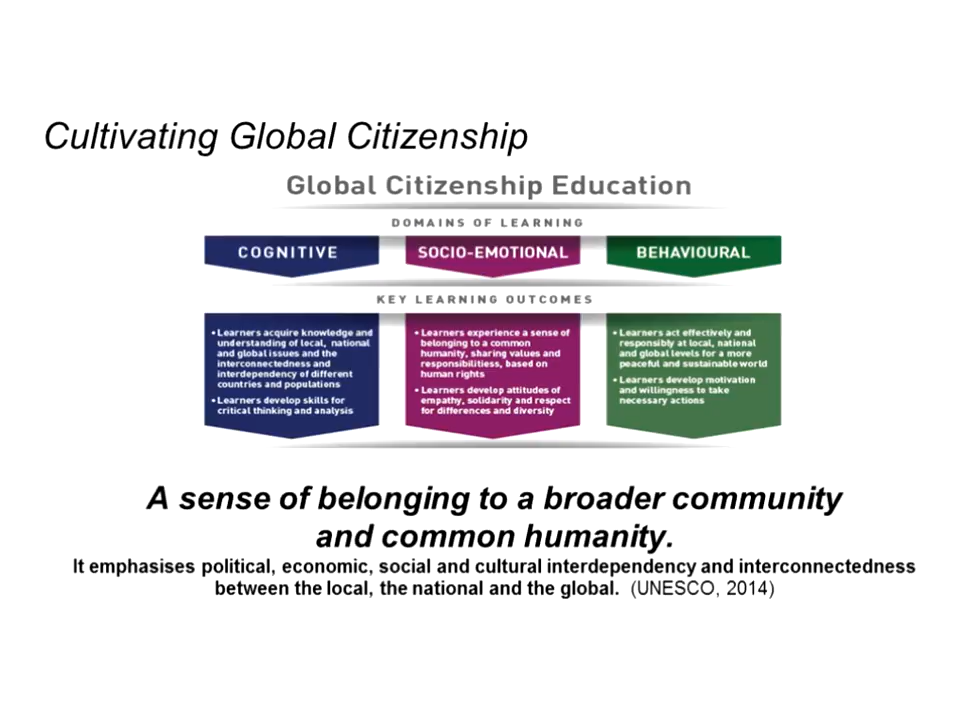 Cultivating Global Citizenship
Global Citizenship Education
DOMAINS OF LEARNING
COGNITIVE
SOCIO-EMOTIONAL
BEHAVIOURAL
KEY LEARNING OUTCOMES
• Learners acquire knowledge and
understanding of local, national
and global issues and the
interconnectedness and
interdependency of different
countries and populations
• Learners develop skills for
critical thinking and analysis
• Learners experience a sense of
belonging to a common
humanity, sharing values and
responsibilitiess, based on
human rights
• Learners develop attitudes of
empathy, solidarity and respect
for differences and diversity
• Learners act effectively and
responsibly at local, national
and global levels for a more
peaceful and sustainable world
• Learners develop motivation
and willingness to take
necessary actions
A sense of belonging to a broader community
and common humanity.
It emphasises political, economic, social and cultural interdependency and interconnectedness
between the local, the national and the global. (UNESCO, 2014)